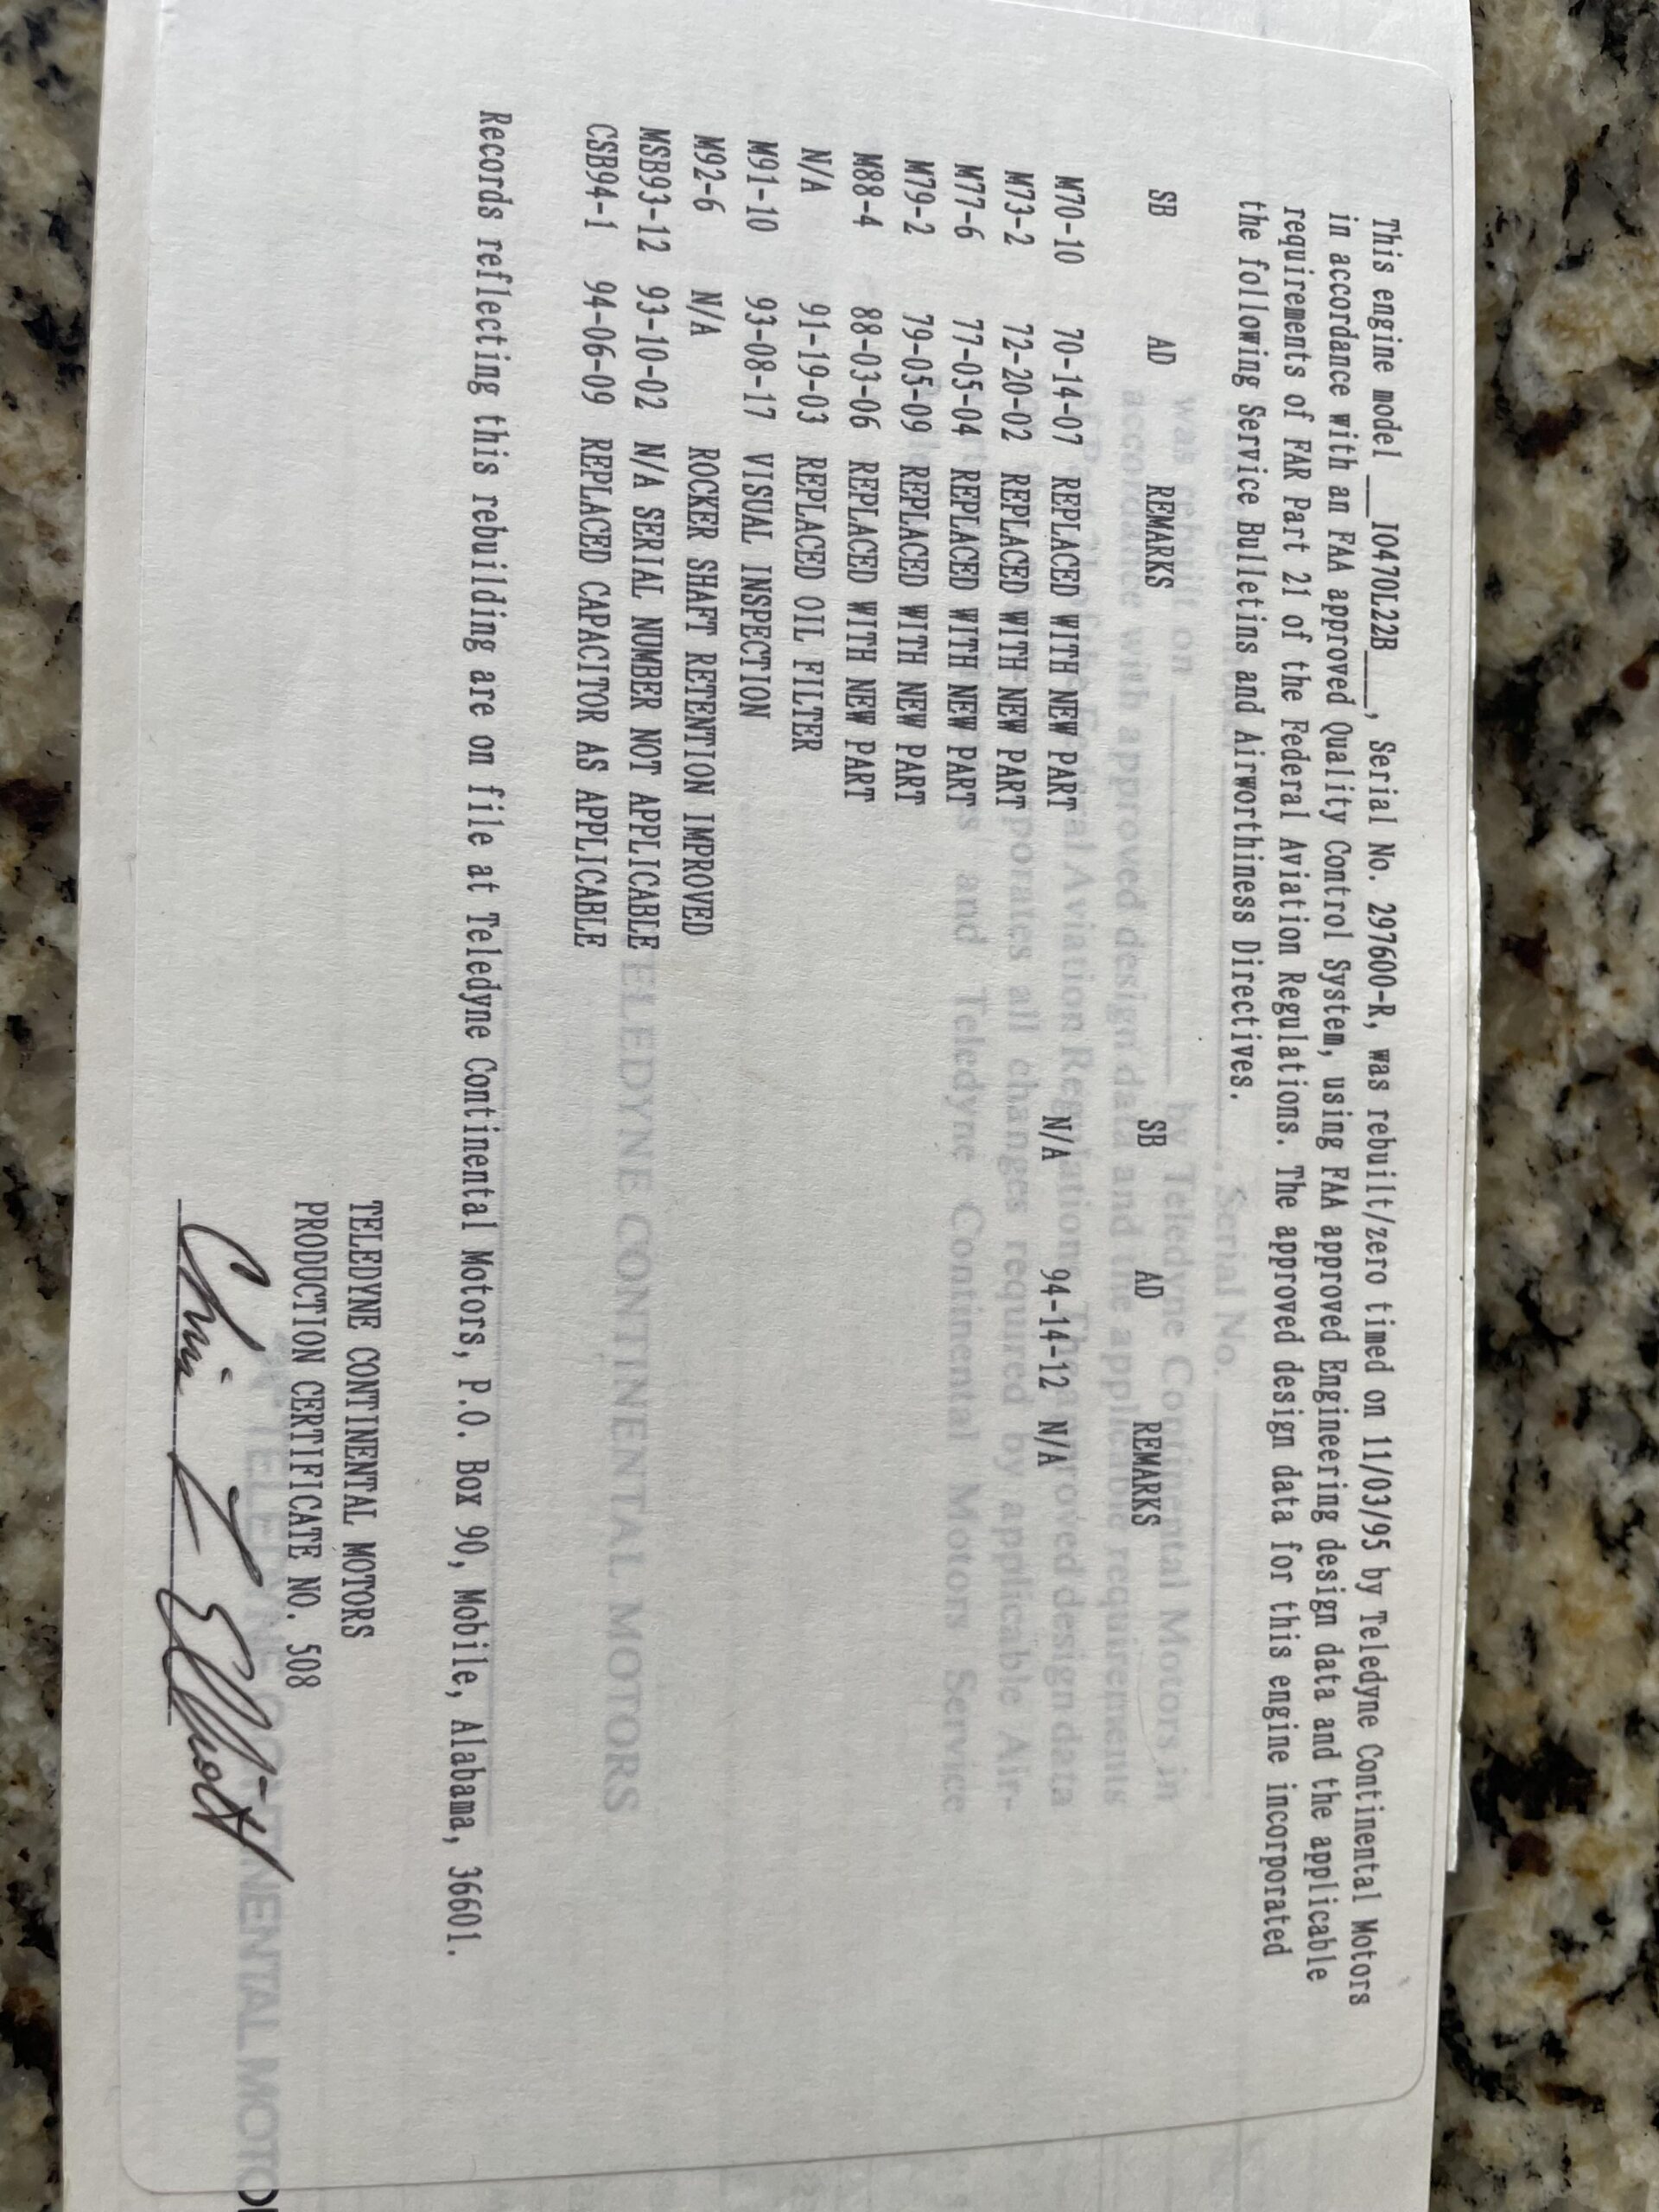 This engine model ___IO470L22B____, Serial No. 297600-R, was rebuilt/zero timed on 11/03/95 by Teledyne Continental Motors
in accordance with an FAA approved Quality Control System, using FAA approved Engineering design data and the applicable
requirements of FAR Part 21 of the Federal Aviation Regulations. The approved design data for this engine incorporated
the following Service Bulletins and Airworthiness Directives.
SB AD REMARKS SB AD REMARKS
M70-10 70-14-07 REPLACED WITH NEW PART N/A 94-14-12 N/A
M73-2 72-20-02 REPLACED WITH NEW PART
M77-6 77-05-04 REPLACED WITH NEW PART
M79-2 79-05-09 REPLACED WITH NEW PART
M88-4 88-03-06 REPLACED WITH NEW PART
N/A 91-19-03 REPLACED OIL FILTER
M91-10 93-08-17 VISUAL INSPECTION
M92-6 N/A ROCKER SHAFT RETENTION IMPROVED
MSB93-12 93-10-02 N/A SERIAL NUMBER NOT APPLICABLE
CSB94-1 94-06-09 REPLACED CAPACITOR AS APPLICABLE
Records reflecting this rebuilding are on file at Teledyne Continental Motors, P.O. Box 90, Mobile, Alabama, 36601.
TELEDYNE CONTINENTAL MOTORS
PRODUCTION CERTIFICATE NO. 508